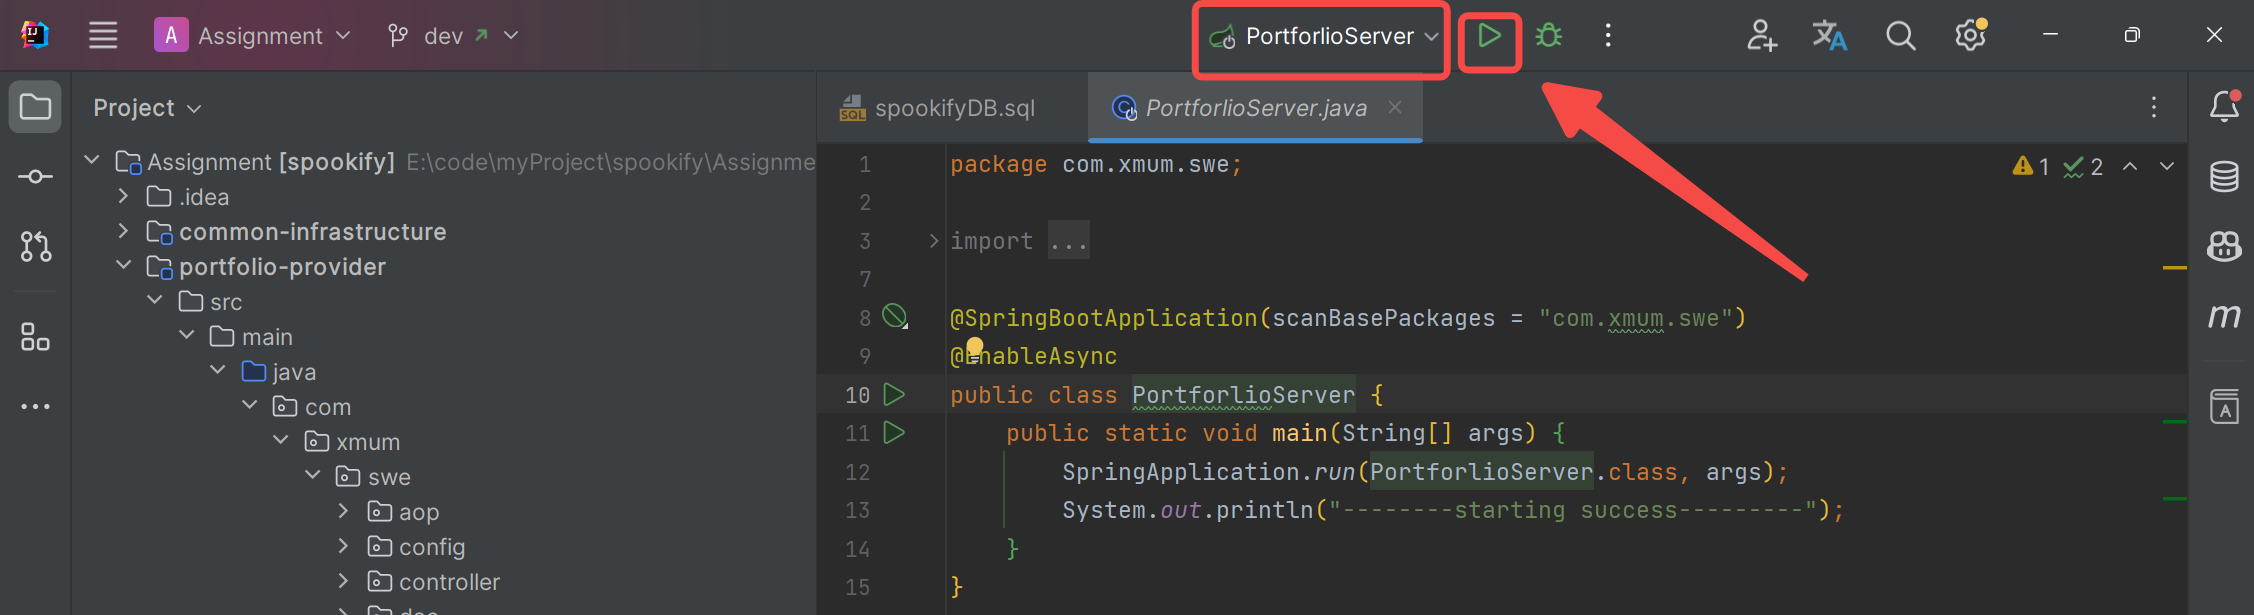 A Assignment dev PortforlioServer
Project
spookifyDB.sql PortforlioServer.java
Assignment [spookify] E:\code\myProject\spookify\Assignme
.idea
common-infrastructure
portfolio-provider
src
main
java
com
xmum
swe
aop
config
controller
1 package com.xmum.swe;
1 2
2
3 import ...
7
8 @SpringBootApplication(scanBasePackages = "com.xmum.swe")
9 @EnableAsync
10 public class PortforlioServer {
11 public static void main(String[] args) {
12 SpringApplication.run(PortforlioServer.class, args);
13 System.out.println("--------starting success---------");
14 }
15 }